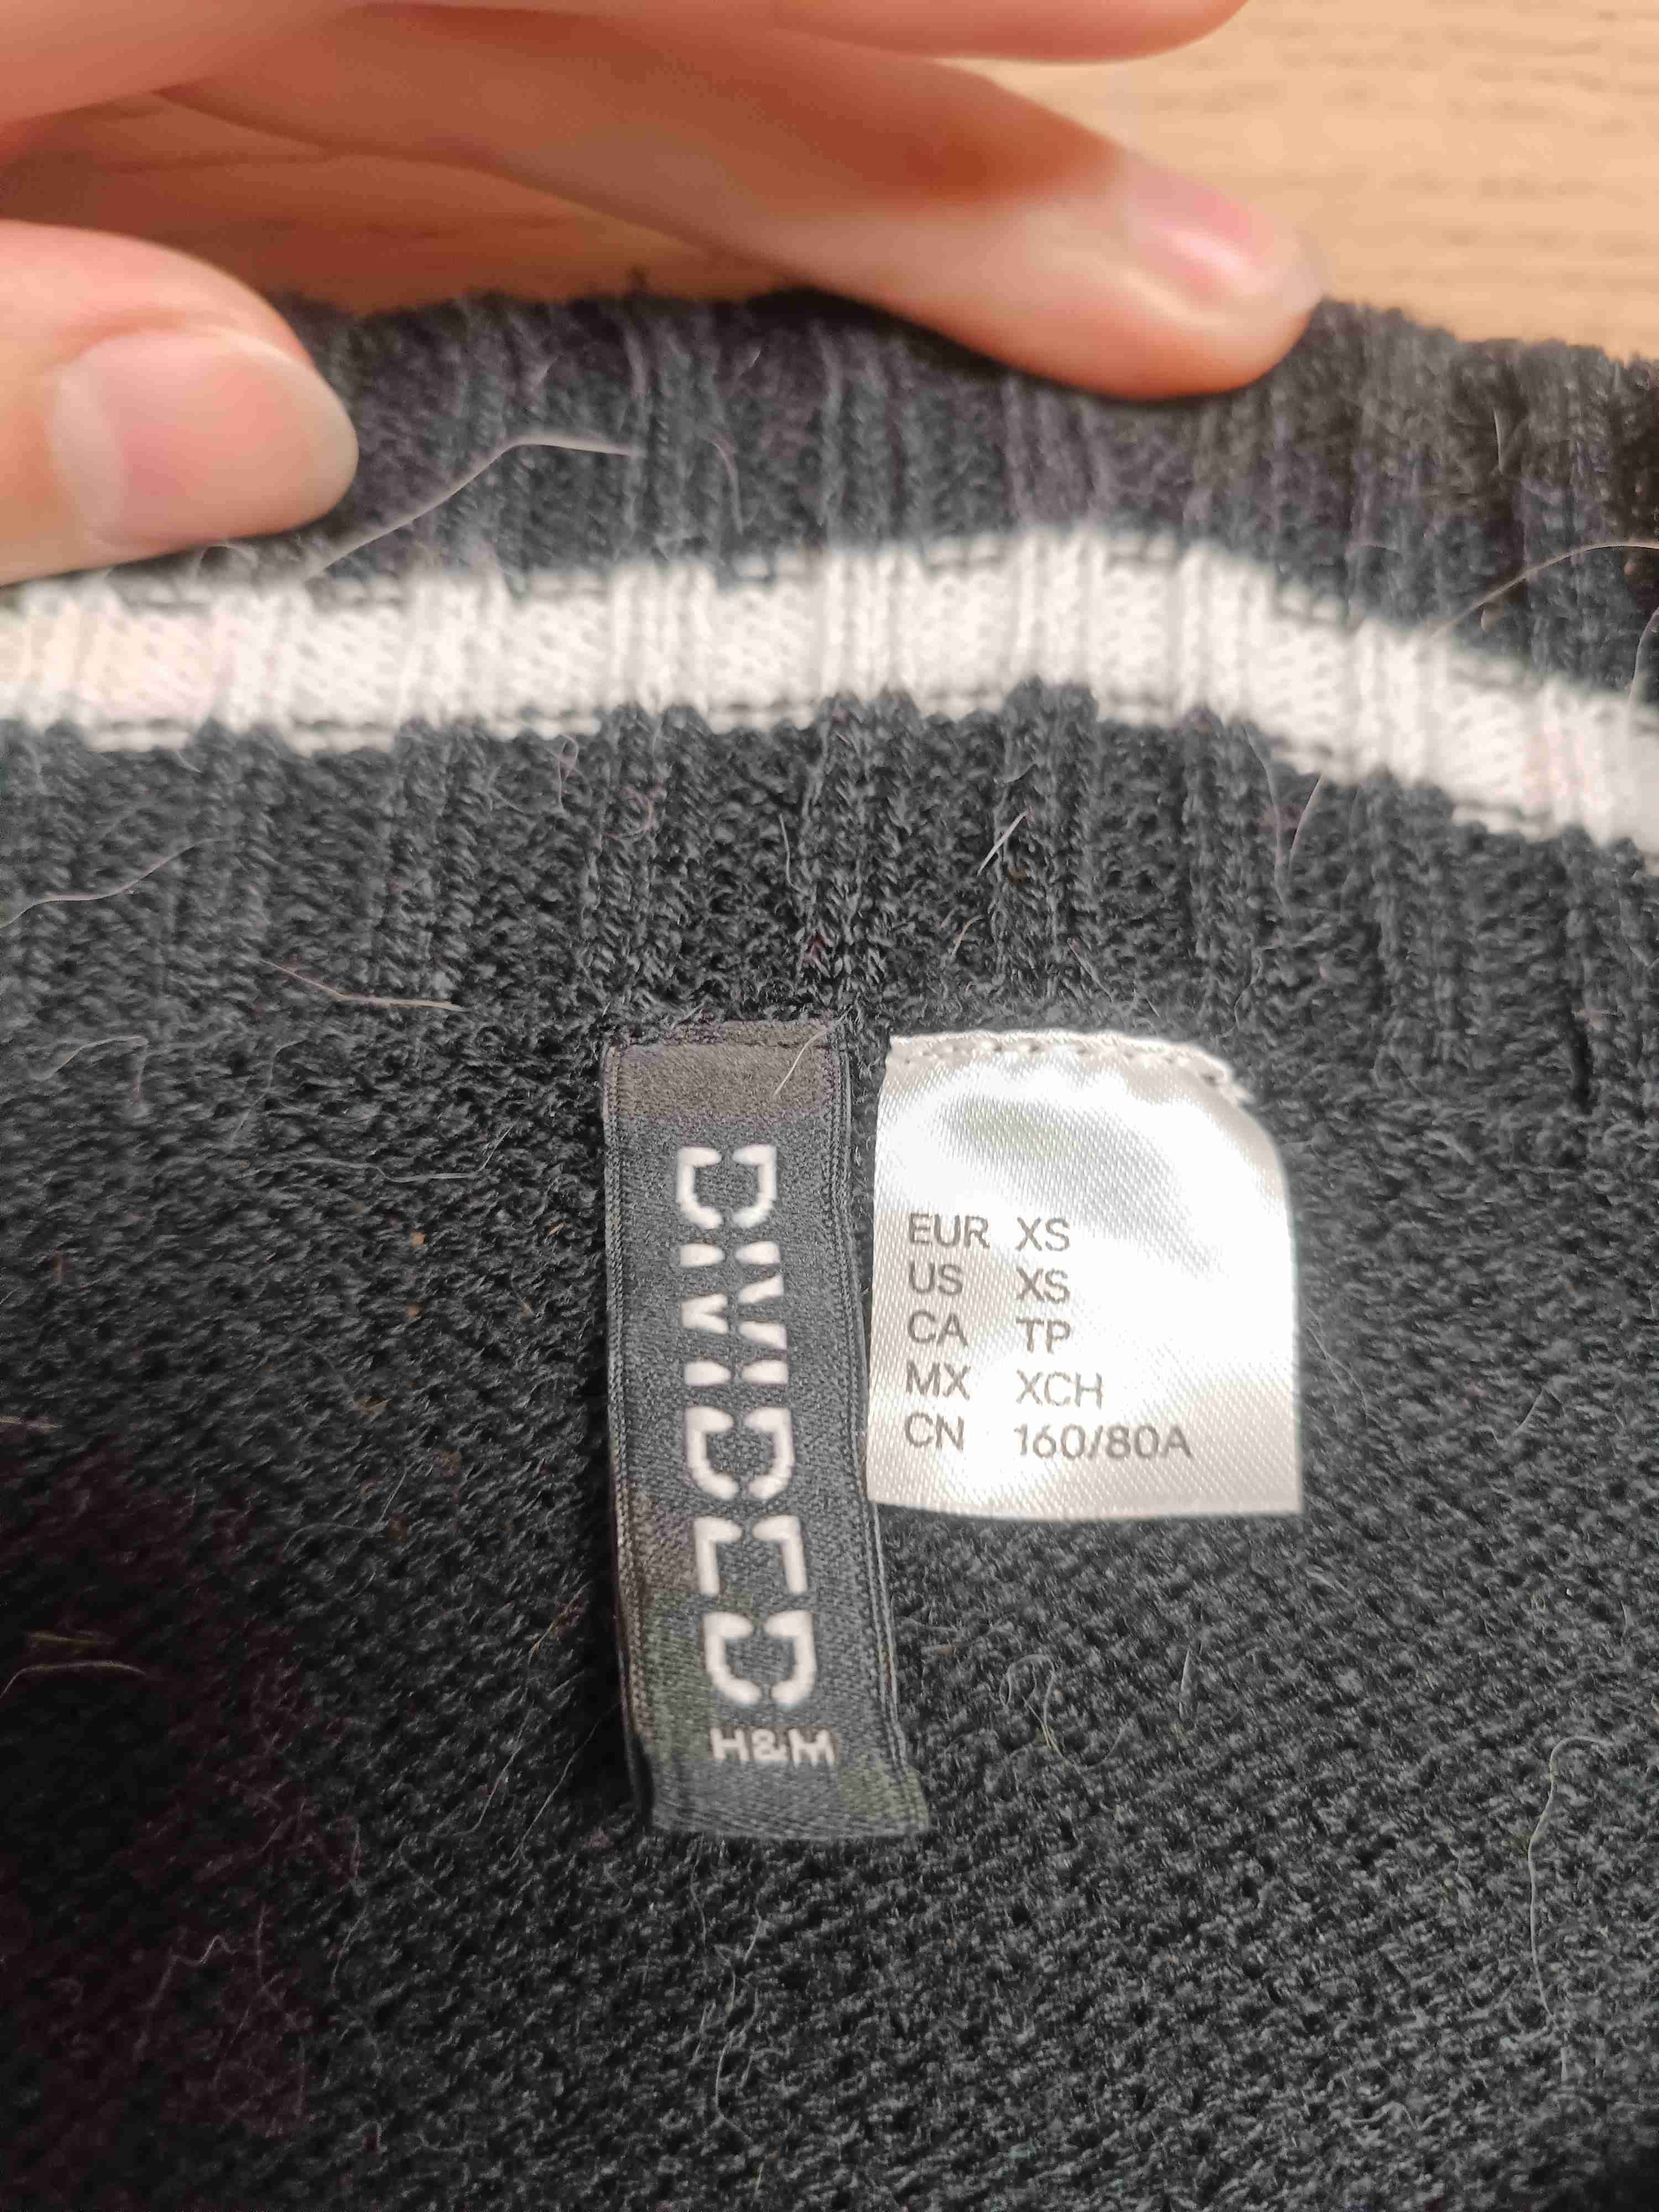 DIVIDED
H&M
EUR XS
US XS
CA TP
MX XCH
CN 160/80A